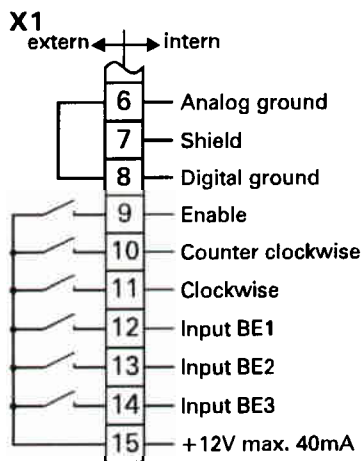 X1
extern intern
6 Analog ground
7 Shield
8 Digital ground
9 Enable
10 Counter clockwise
11 Clockwise
12 Input BE1
13 Input BE2
14 Input BE3
15 +12V max. 40mA